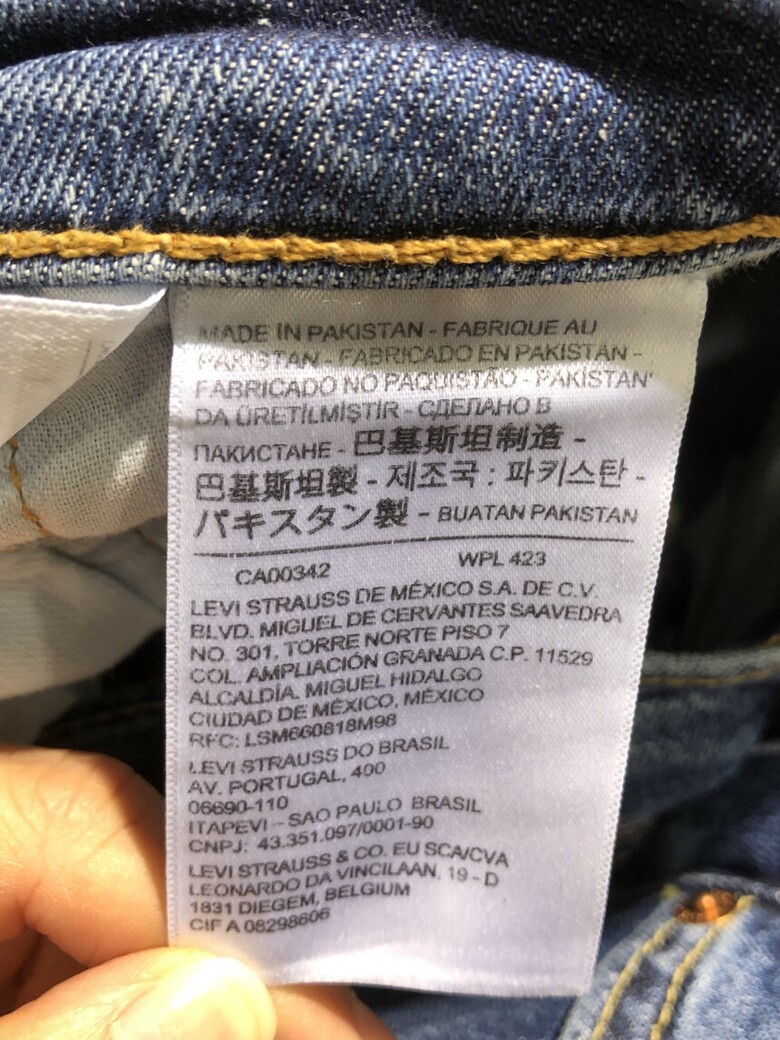 MADE IN PAKISTAN - FABRIQUE AU
PAKISTAN - FABRICADO EN PAKISTAN -
FABRICADO NO PAQUISTÃO - PAKİSTAN'
DA ÜRETİLMİŞTİR - СДЕЛАНО В
ПАКИСТАНЕ - 巴基斯坦制造 -
巴基斯坦製 - 제조국 : 파키스탄 -
パキスタン製 - BUATAN PAKISTAN
CA00342 WPL 423
LEVI STRAUSS DE MÉXICO S.A. DE C.V.
BLVD. MIGUEL DE CERVANTES SAAVEDRA
NO. 301, TORRE NORTE PISO 7
COL. AMPLIACIÓN GRANADA C.P. 11529
ALCALDÍA. MIGUEL HIDALGO
CIUDAD DE MÉXICO, MÉXICO
RFC: LSM660818M98
LEVI STRAUSS DO BRASIL
AV. PORTUGAL, 400
06690-110
ITAPEVI - SAO PAULO BRASIL
CNPJ: 43.351.097/0001-90
LEVI STRAUSS & CO. EU SCA/CVA
LEONARDO DA VINCILAAN, 19 - D
1831 DIEGEM, BELGIUM
CIF A 08298606